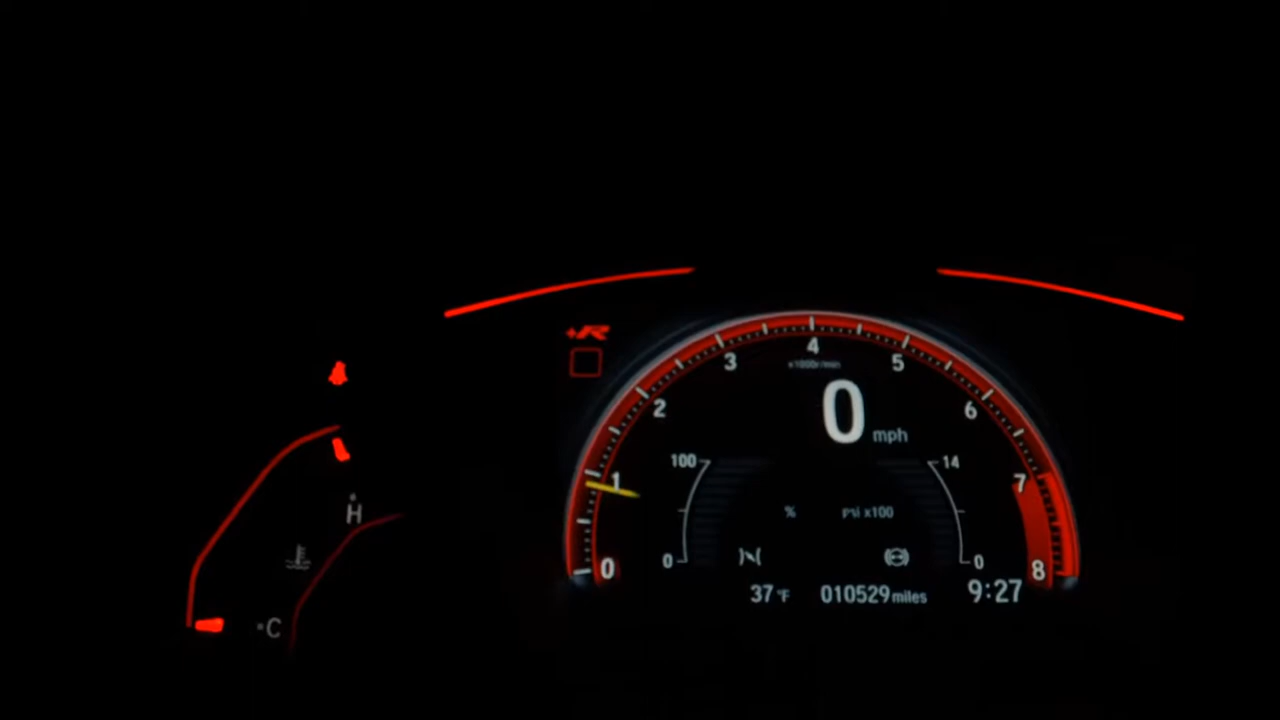 +R
4
3 5
x1000r/min
2 0 mph 6
100 14
1 7
% psi x100
H
0 0
0 8
37°F 010529 miles 9:27
C